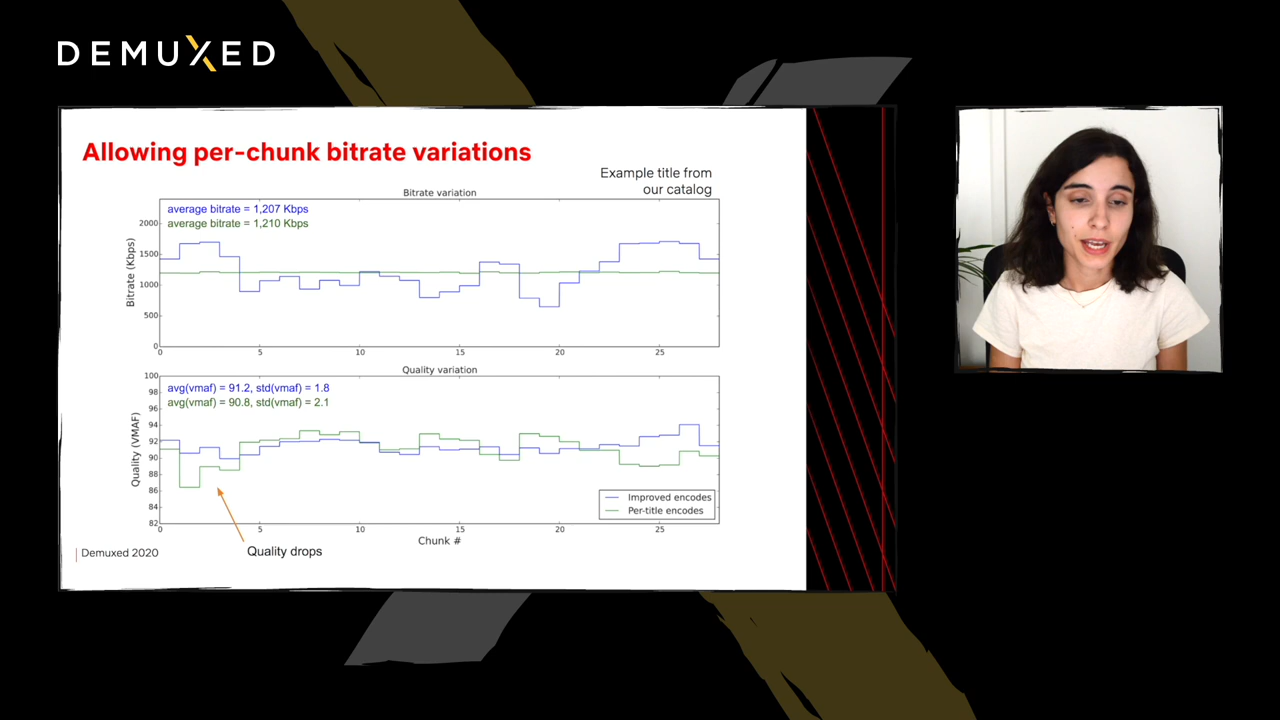 DEMUXED
Allowing per-chunk bitrate variations
Example title from
our catalog
Bitrate variation
average bitrate = 1,207 Kbps
average bitrate = 1,210 Kbps
Bitrate (Kbps)
2000
1500
1000
500
0
0 5 10 15 20 25
Quality variation
avg(vmaf) = 91.2, std(vmaf) = 1.8
avg(vmaf) = 90.8, std(vmaf) = 2.1
Quality (VMAF)
100
98
96
94
92
90
88
86
84
82
Improved encodes
Per-title encodes
0 5 10 15 20 25
Chunk #
Quality drops
Demuxed 2020